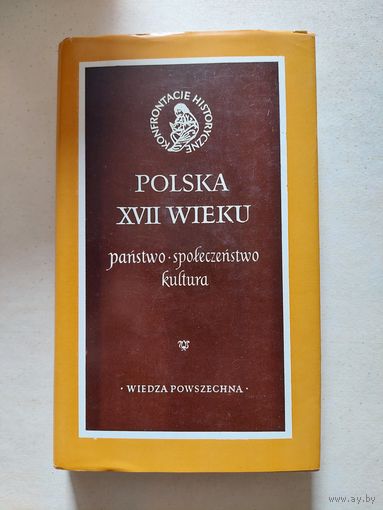 KONFRONTACJE HISTORYCZNE
POLSKA
XVII WIEKU
państwo · społeczeństwo
kultura
· WIEDZA POWSZECHNA ·
www.ay.by